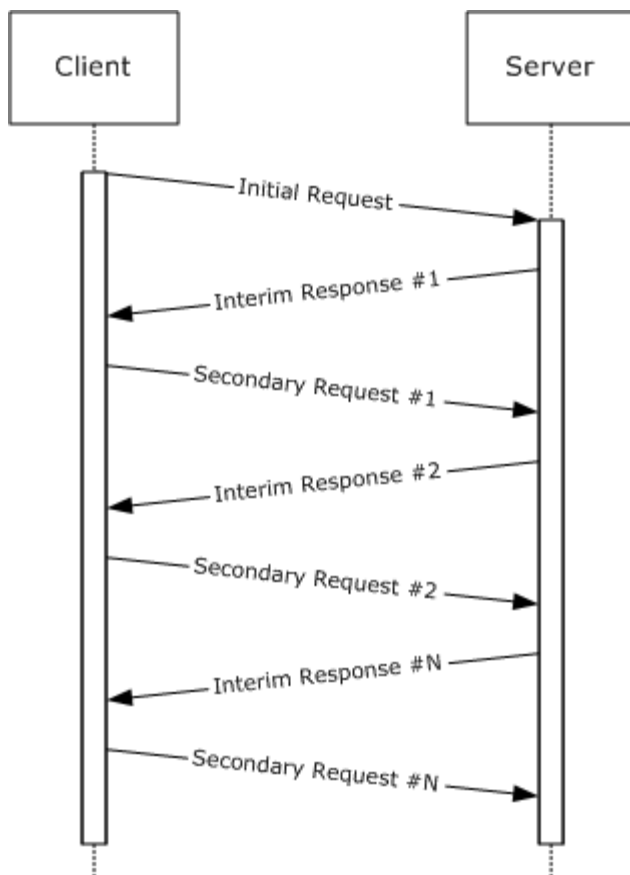 Client
Server
Initial Request
Interim Response #1
Secondary Request #1
Interim Response #2
Secondary Request #2
Interim Response #N
Secondary Request #N